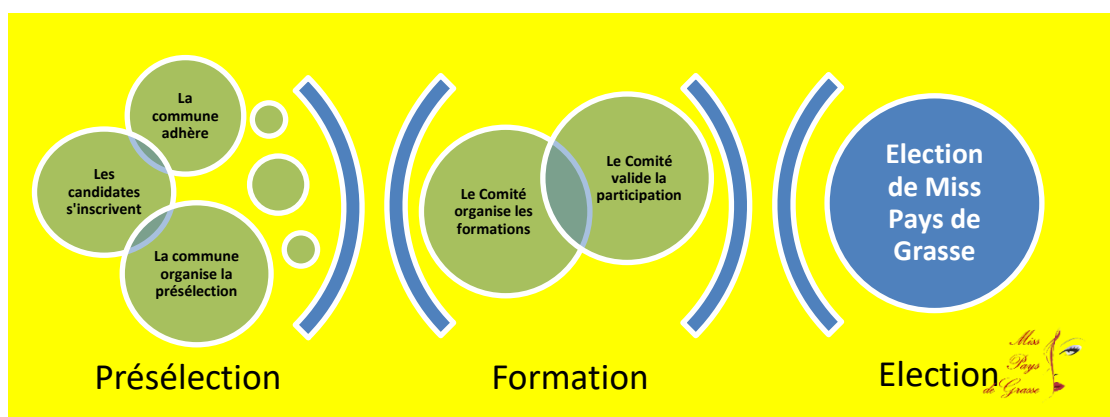 La
commune
adhère
Les
candidates
s'inscrivent
La commune
organise la
présélection
Présélection
Le Comité
organise les
formations
Le Comité
valide la
participation
Formation
Election
de Miss
Pays de
Grasse
Election
Miss
Pays
de Grasse